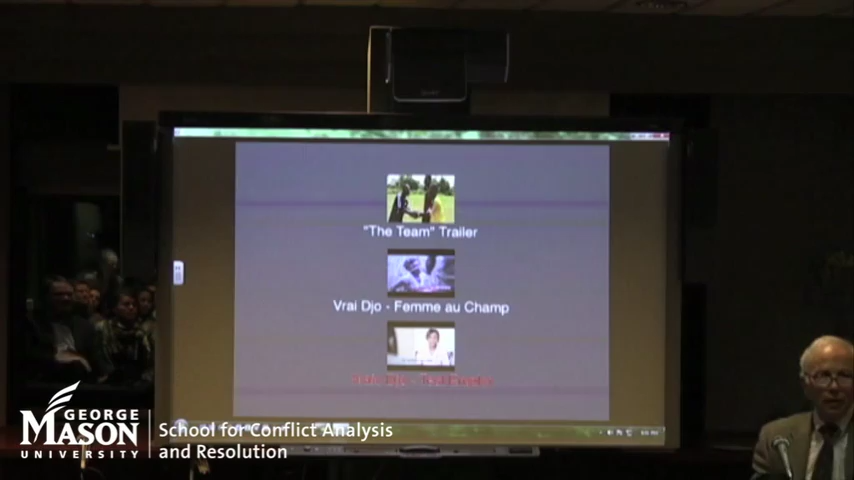 "The Team" Trailer
Vrai Djo - Femme au Champ
GEORGE
MASON
UNIVERSITY
School for Conflict Analysis
and Resolution